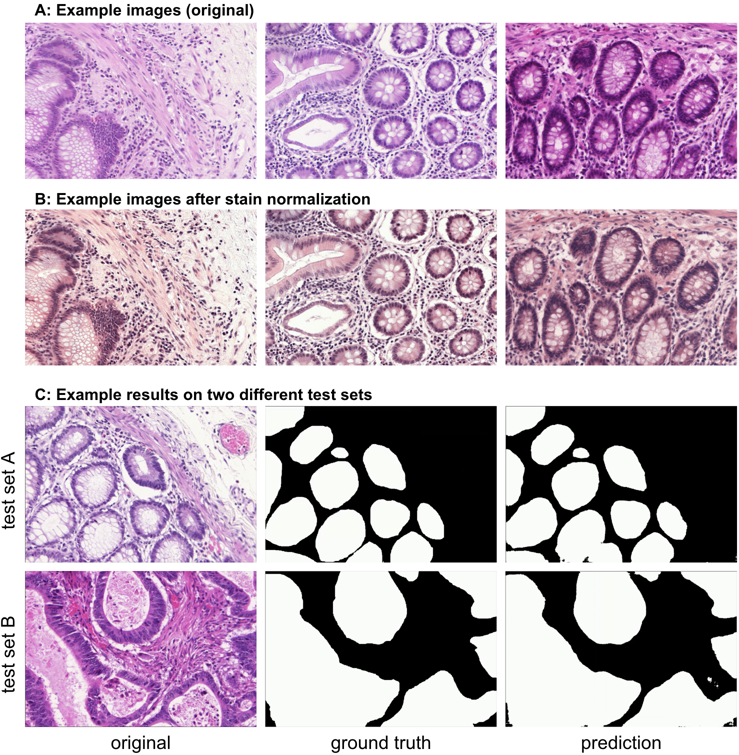 A: Example images (original)
B: Example images after stain normalization
C: Example results on two different test sets
test set A
test set B
original
ground truth
prediction